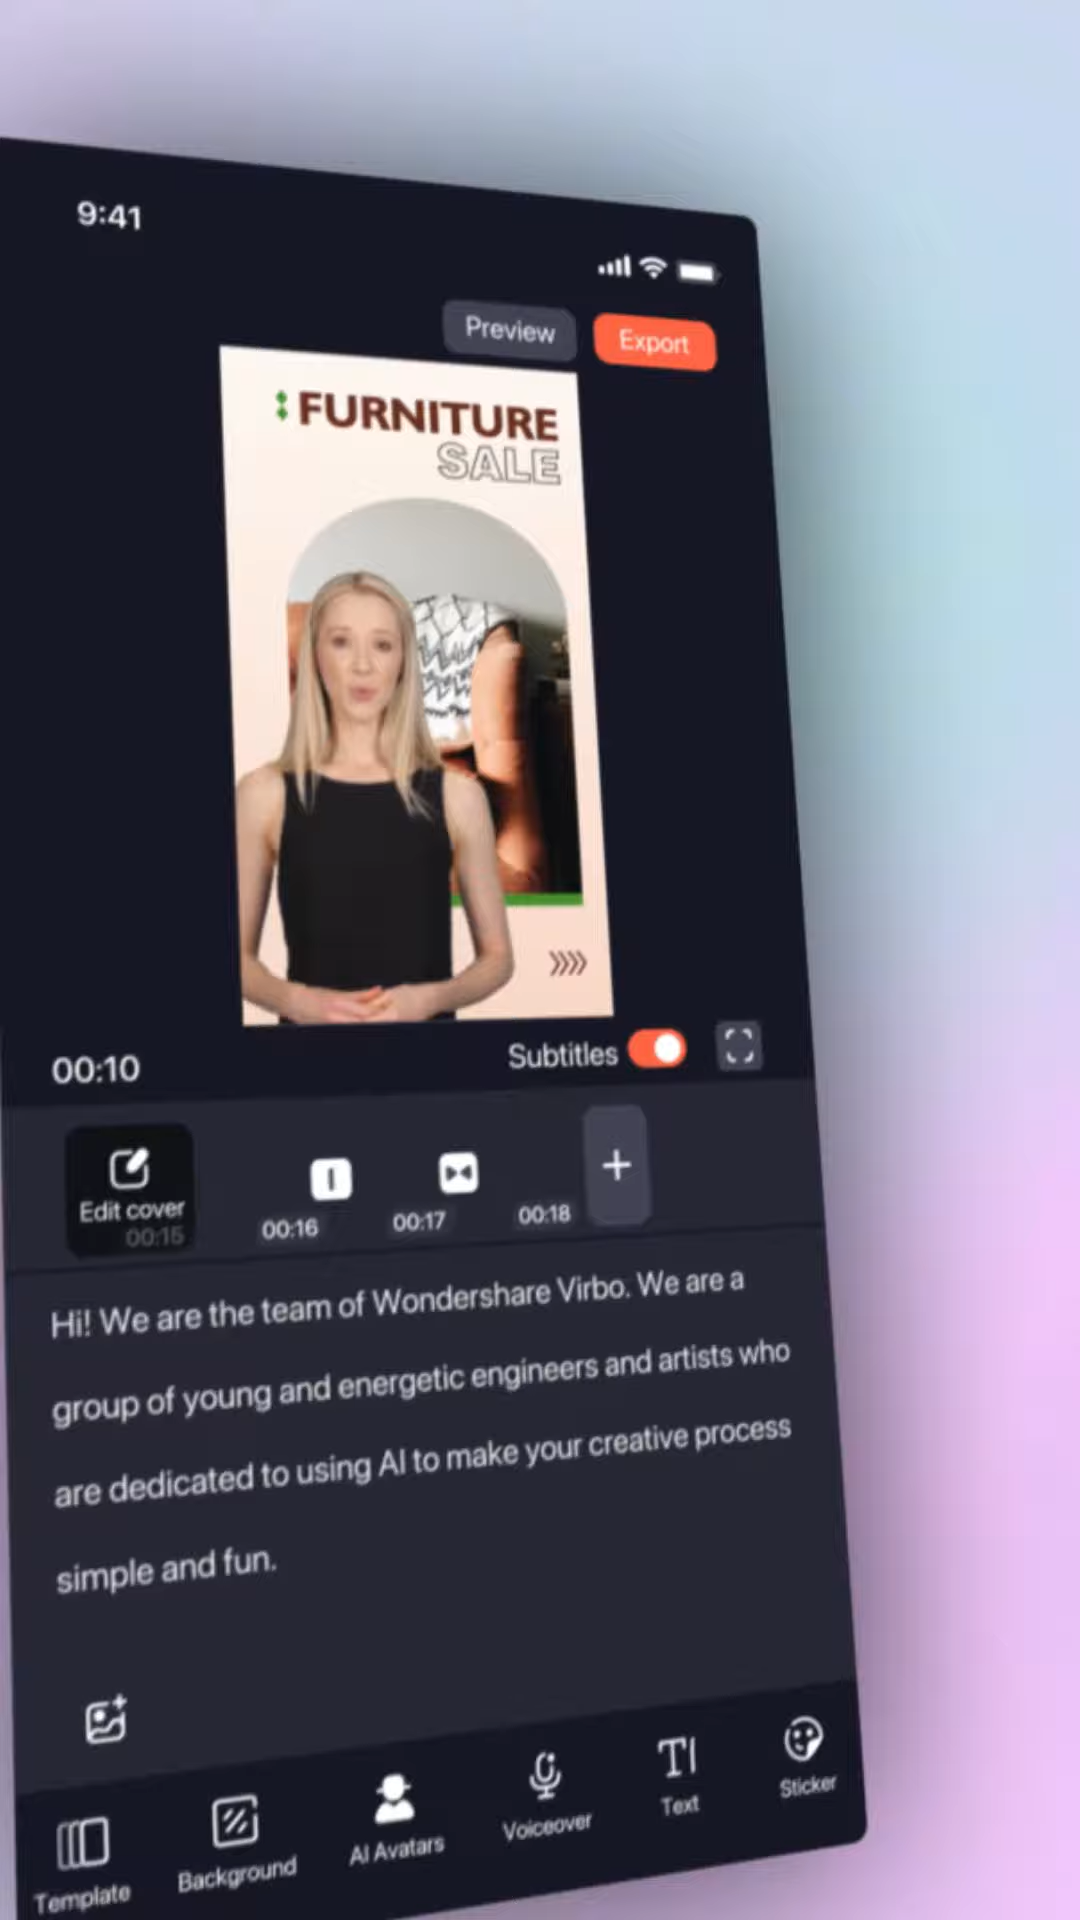 9:41
Preview
Export
FURNITURE
SALE
00:10
Subtitles
Edit cover
00:15
00:16
00:17
00:18
Hi! We are the team of Wondershare Virbo. We are a
group of young and energetic engineers and artists who
are dedicated to using AI to make your creative process
simple and fun.
Template
Background
AI Avatars
Voiceover
Text
Sticker